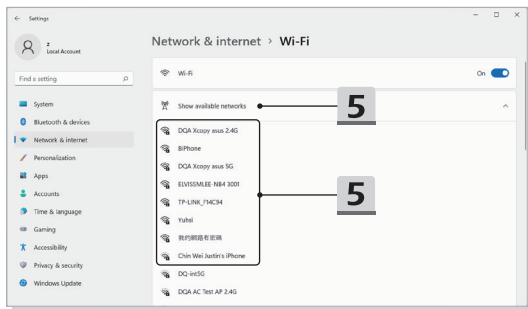 Settings
z
Local Account
Find a setting
System
Bluetooth & devices
Network & internet
Personalization
Apps
Accounts
Time & language
Gaming
Accessibility
Privacy & security
Windows Update
Network & internet > Wi-Fi
Wi-Fi
On
Show available networks
5
DQA Xcopy asus 2.4G
BiPhone
DQA Xcopy asus 5G
ELVISSMLEE-NB4 3001
TP-LINK_F14C94
5
Yuhsi
我的網路有密碼
Chin Wei Justin's iPhone
DQ-int5G
DQA AC Test AP 2.4G